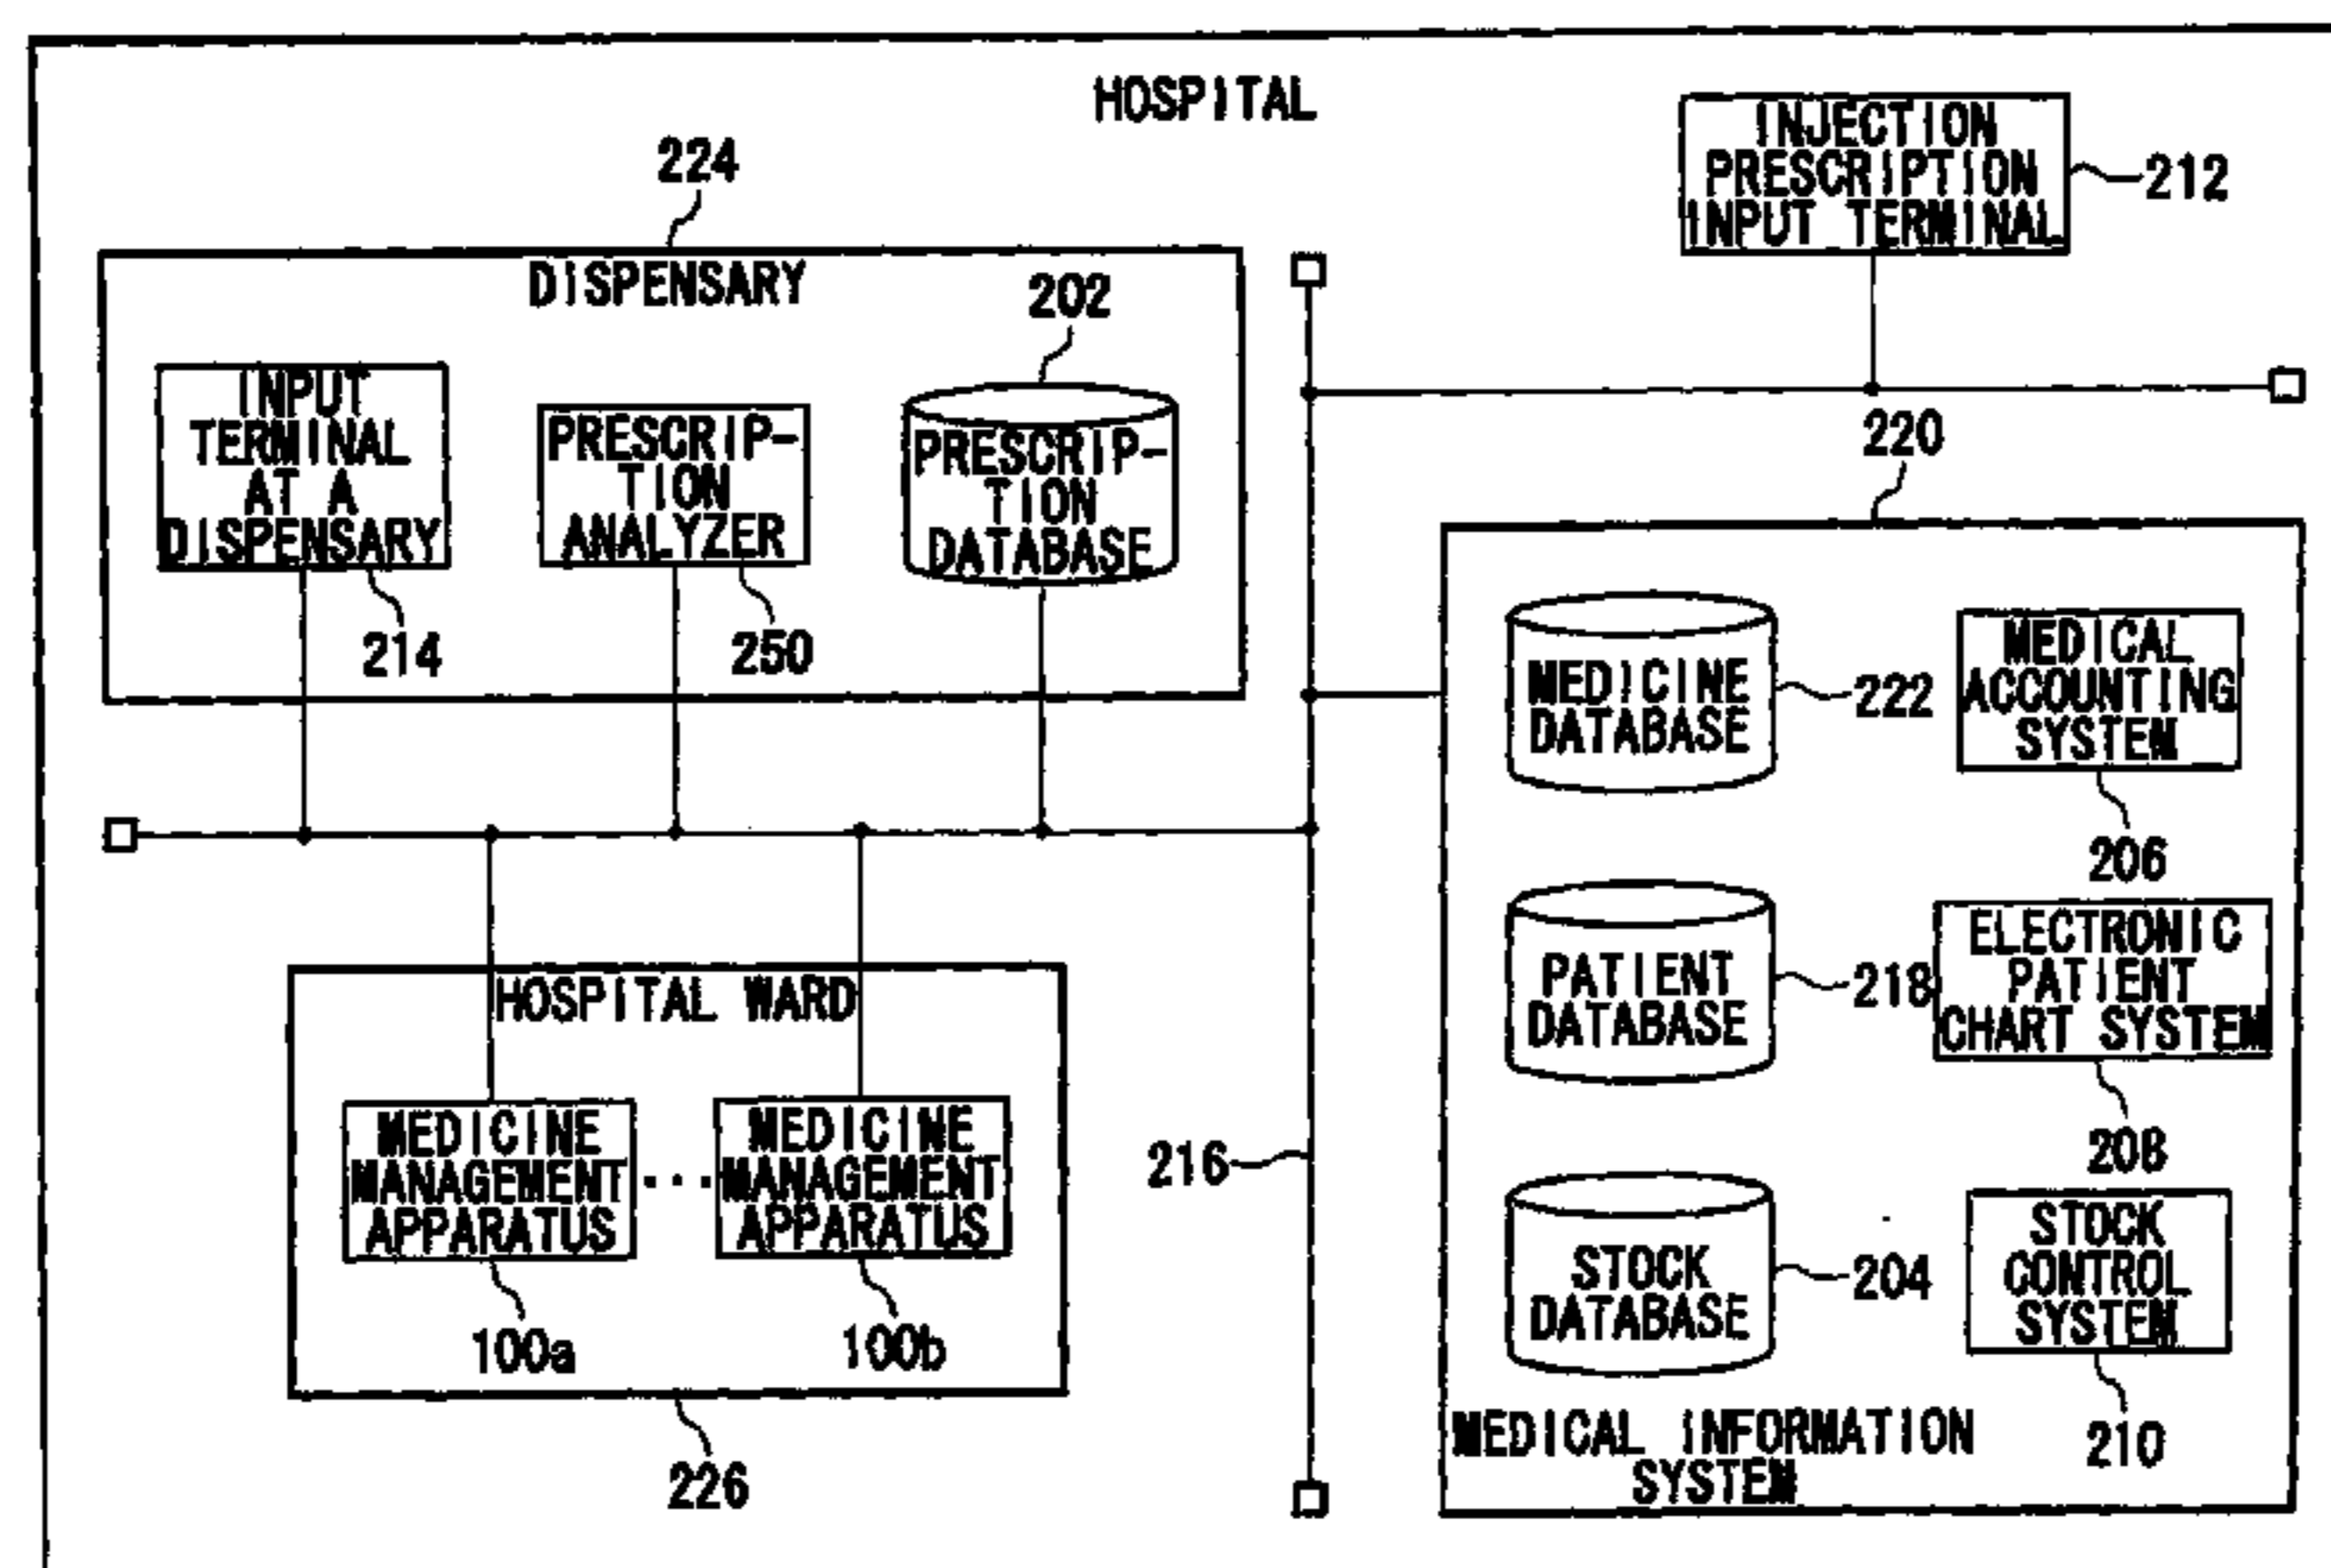 HOSPITAL
INJECTION
PRESCRIPTION
INPUT TERMINAL
212
224
DISPENSARY
202
INPUT
TERMINAL
AT A
DISPENSARY
214
PRESCRIP-
TION
ANALYZER
250
PRESCRIP-
TION
DATABASE
220
MEDICINE
DATABASE
222
MEDICAL
ACCOUNTING
SYSTEM
206
PATIENT
DATABASE
218
ELECTRONIC
PATIENT
CHART SYSTEM
208
STOCK
DATABASE
204
STOCK
CONTROL
SYSTEM
210
MEDICAL INFORMATION
SYSTEM
HOSPITAL WARD
MEDICINE
MANAGEMENT
APPARATUS
100a
...
MEDICINE
MANAGEMENT
APPARATUS
100b
226
216